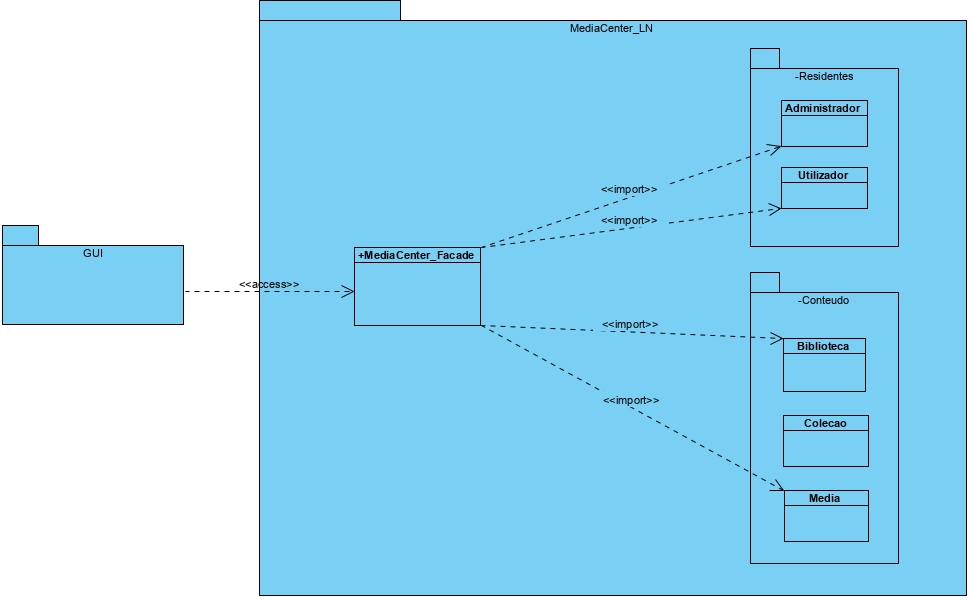 MediaCenter_LN
-Residentes
Administrador
Utilizador
<<import>>
<<import>>
GUI
<<access>>
+MediaCenter_Facade
-Conteudo
<<import>>
Biblioteca
<<import>>
Colecao
Media